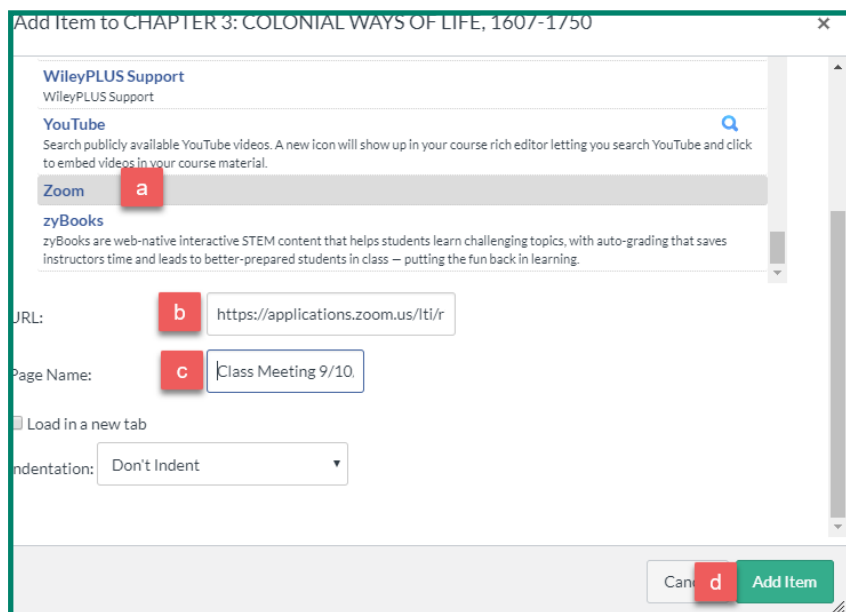 Add Item to CHAPTER 3: COLONIAL WAYS OF LIFE, 1607-1750
×
WileyPLUS Support
WileyPLUS Support
YouTube
Search publicly available YouTube videos. A new icon will show up in your course rich editor letting you search YouTube and click
to embed videos in your course material.
Zoom a
zyBooks
zyBooks are web-native interactive STEM content that helps students learn challenging topics, with auto-grading that saves
instructors time and leads to better-prepared students in class — putting the fun back in learning.
URL: b https://applications.zoom.us/lti/r
Page Name: c Class Meeting 9/10,
Load in a new tab
Indentation: Don't Indent
Canc d Add Item